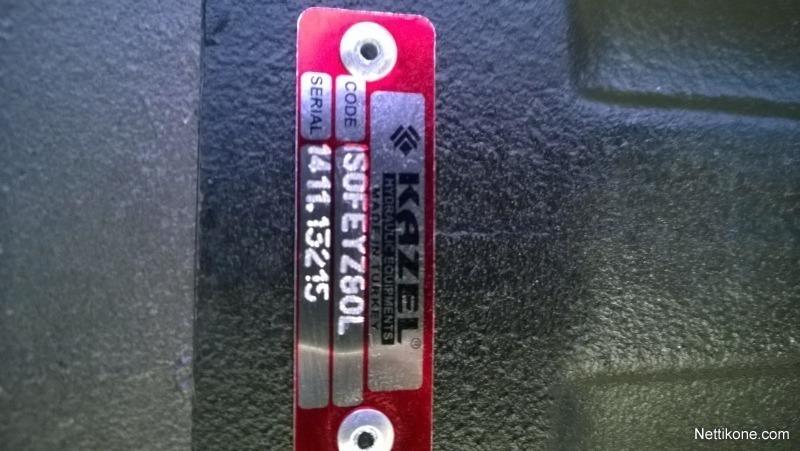 KAZEL®
HYDRAULIC EQUIPMENTS
MADE IN TURKEY
CODE ISOFEYZ80L
SERIAL 1411.15215
Nettikone.com